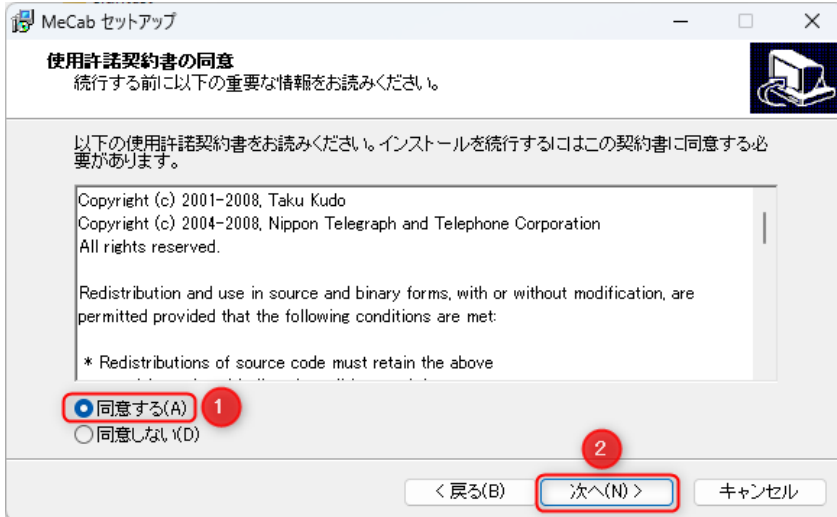 MeCab セットアップ
使用許諾契約書の同意
続行する前に以下の重要な情報をお読みください。
以下の使用許諾契約書をお読みください。インストールを続行するにはこの契約書に同意する必
要があります。
Copyright (c) 2001-2008, Taku Kudo
Copyright (c) 2004-2008, Nippon Telegraph and Telephone Corporation
All rights reserved.
Redistribution and use in source and binary forms, with or without modification, are
permitted provided that the following conditions are met:
* Redistributions of source code must retain the above
同意する(A) 1
同意しない(D)
2
< 戻る(B) 次へ(N) > キャンセル